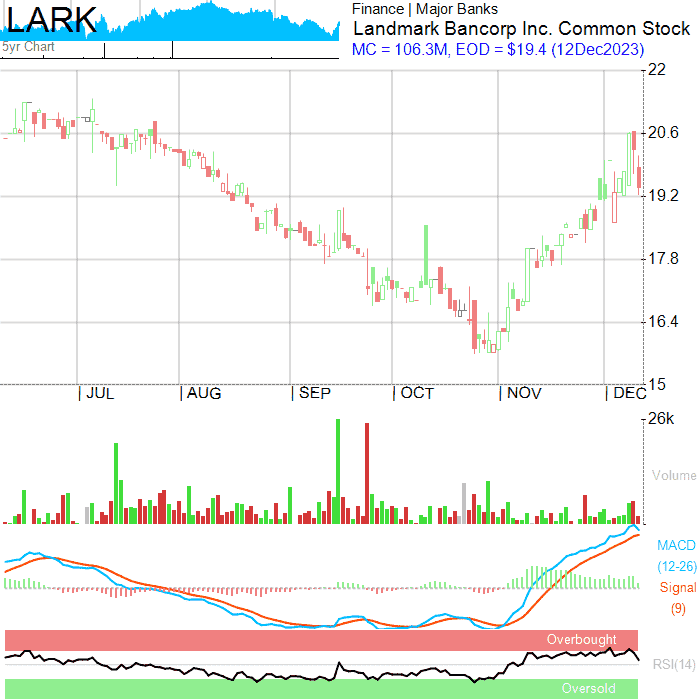 LARK
5yr Chart
Finance | Major Banks
Landmark Bancorp Inc. Common Stock
MC = 106.3M, EOD = $19.4 (12Dec2023)
22
20.6
19.2
17.8
16.4
15
JUL
AUG
SEP
OCT
NOV
DEC
26k
Volume
MACD
(12-26)
Signal
(9)
Overbought
RSI(14)
Oversold